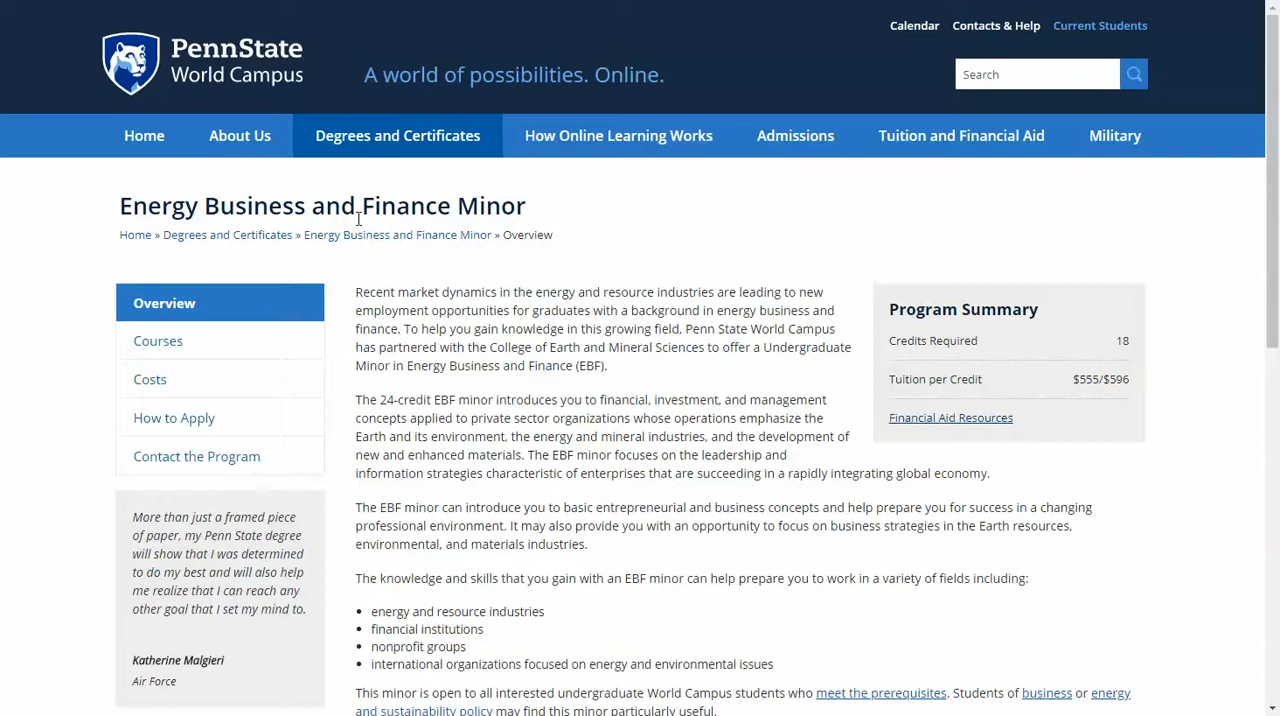 Calendar Contacts & Help Current Students
PennState
World Campus
A world of possibilities. Online.
Search
Home About Us Degrees and Certificates How Online Learning Works Admissions Tuition and Financial Aid Military
Energy Business and Finance Minor
Home » Degrees and Certificates » Energy Business and Finance Minor » Overview
Overview
Courses
Costs
How to Apply
Contact the Program
More than just a framed piece
of paper, my Penn State degree
will show that I was determined
to do my best and will also help
me realize that I can reach any
other goal that I set my mind to.
Katherine Malgieri
Air Force
Recent market dynamics in the energy and resource industries are leading to new
employment opportunities for graduates with a background in energy business and
finance. To help you gain knowledge in this growing field, Penn State World Campus
has partnered with the College of Earth and Mineral Sciences to offer a Undergraduate
Minor in Energy Business and Finance (EBF).
The 24-credit EBF minor introduces you to financial, investment, and management
concepts applied to private sector organizations whose operations emphasize the
Earth and its environment, the energy and mineral industries, and the development of
new and enhanced materials. The EBF minor focuses on the leadership and
information strategies characteristic of enterprises that are succeeding in a rapidly integrating global economy.
The EBF minor can introduce you to basic entrepreneurial and business concepts and help prepare you for success in a changing
professional environment. It may also provide you with an opportunity to focus on business strategies in the Earth resources,
environmental, and materials industries.
The knowledge and skills that you gain with an EBF minor can help prepare you to work in a variety of fields including:
• energy and resource industries
• financial institutions
• nonprofit groups
• international organizations focused on energy and environmental issues
This minor is open to all interested undergraduate World Campus students who meet the prerequisites. Students of business or energy
and sustainability policy may find this minor particularly useful.
Program Summary
Credits Required 18
Tuition per Credit $555/$596
Financial Aid Resources